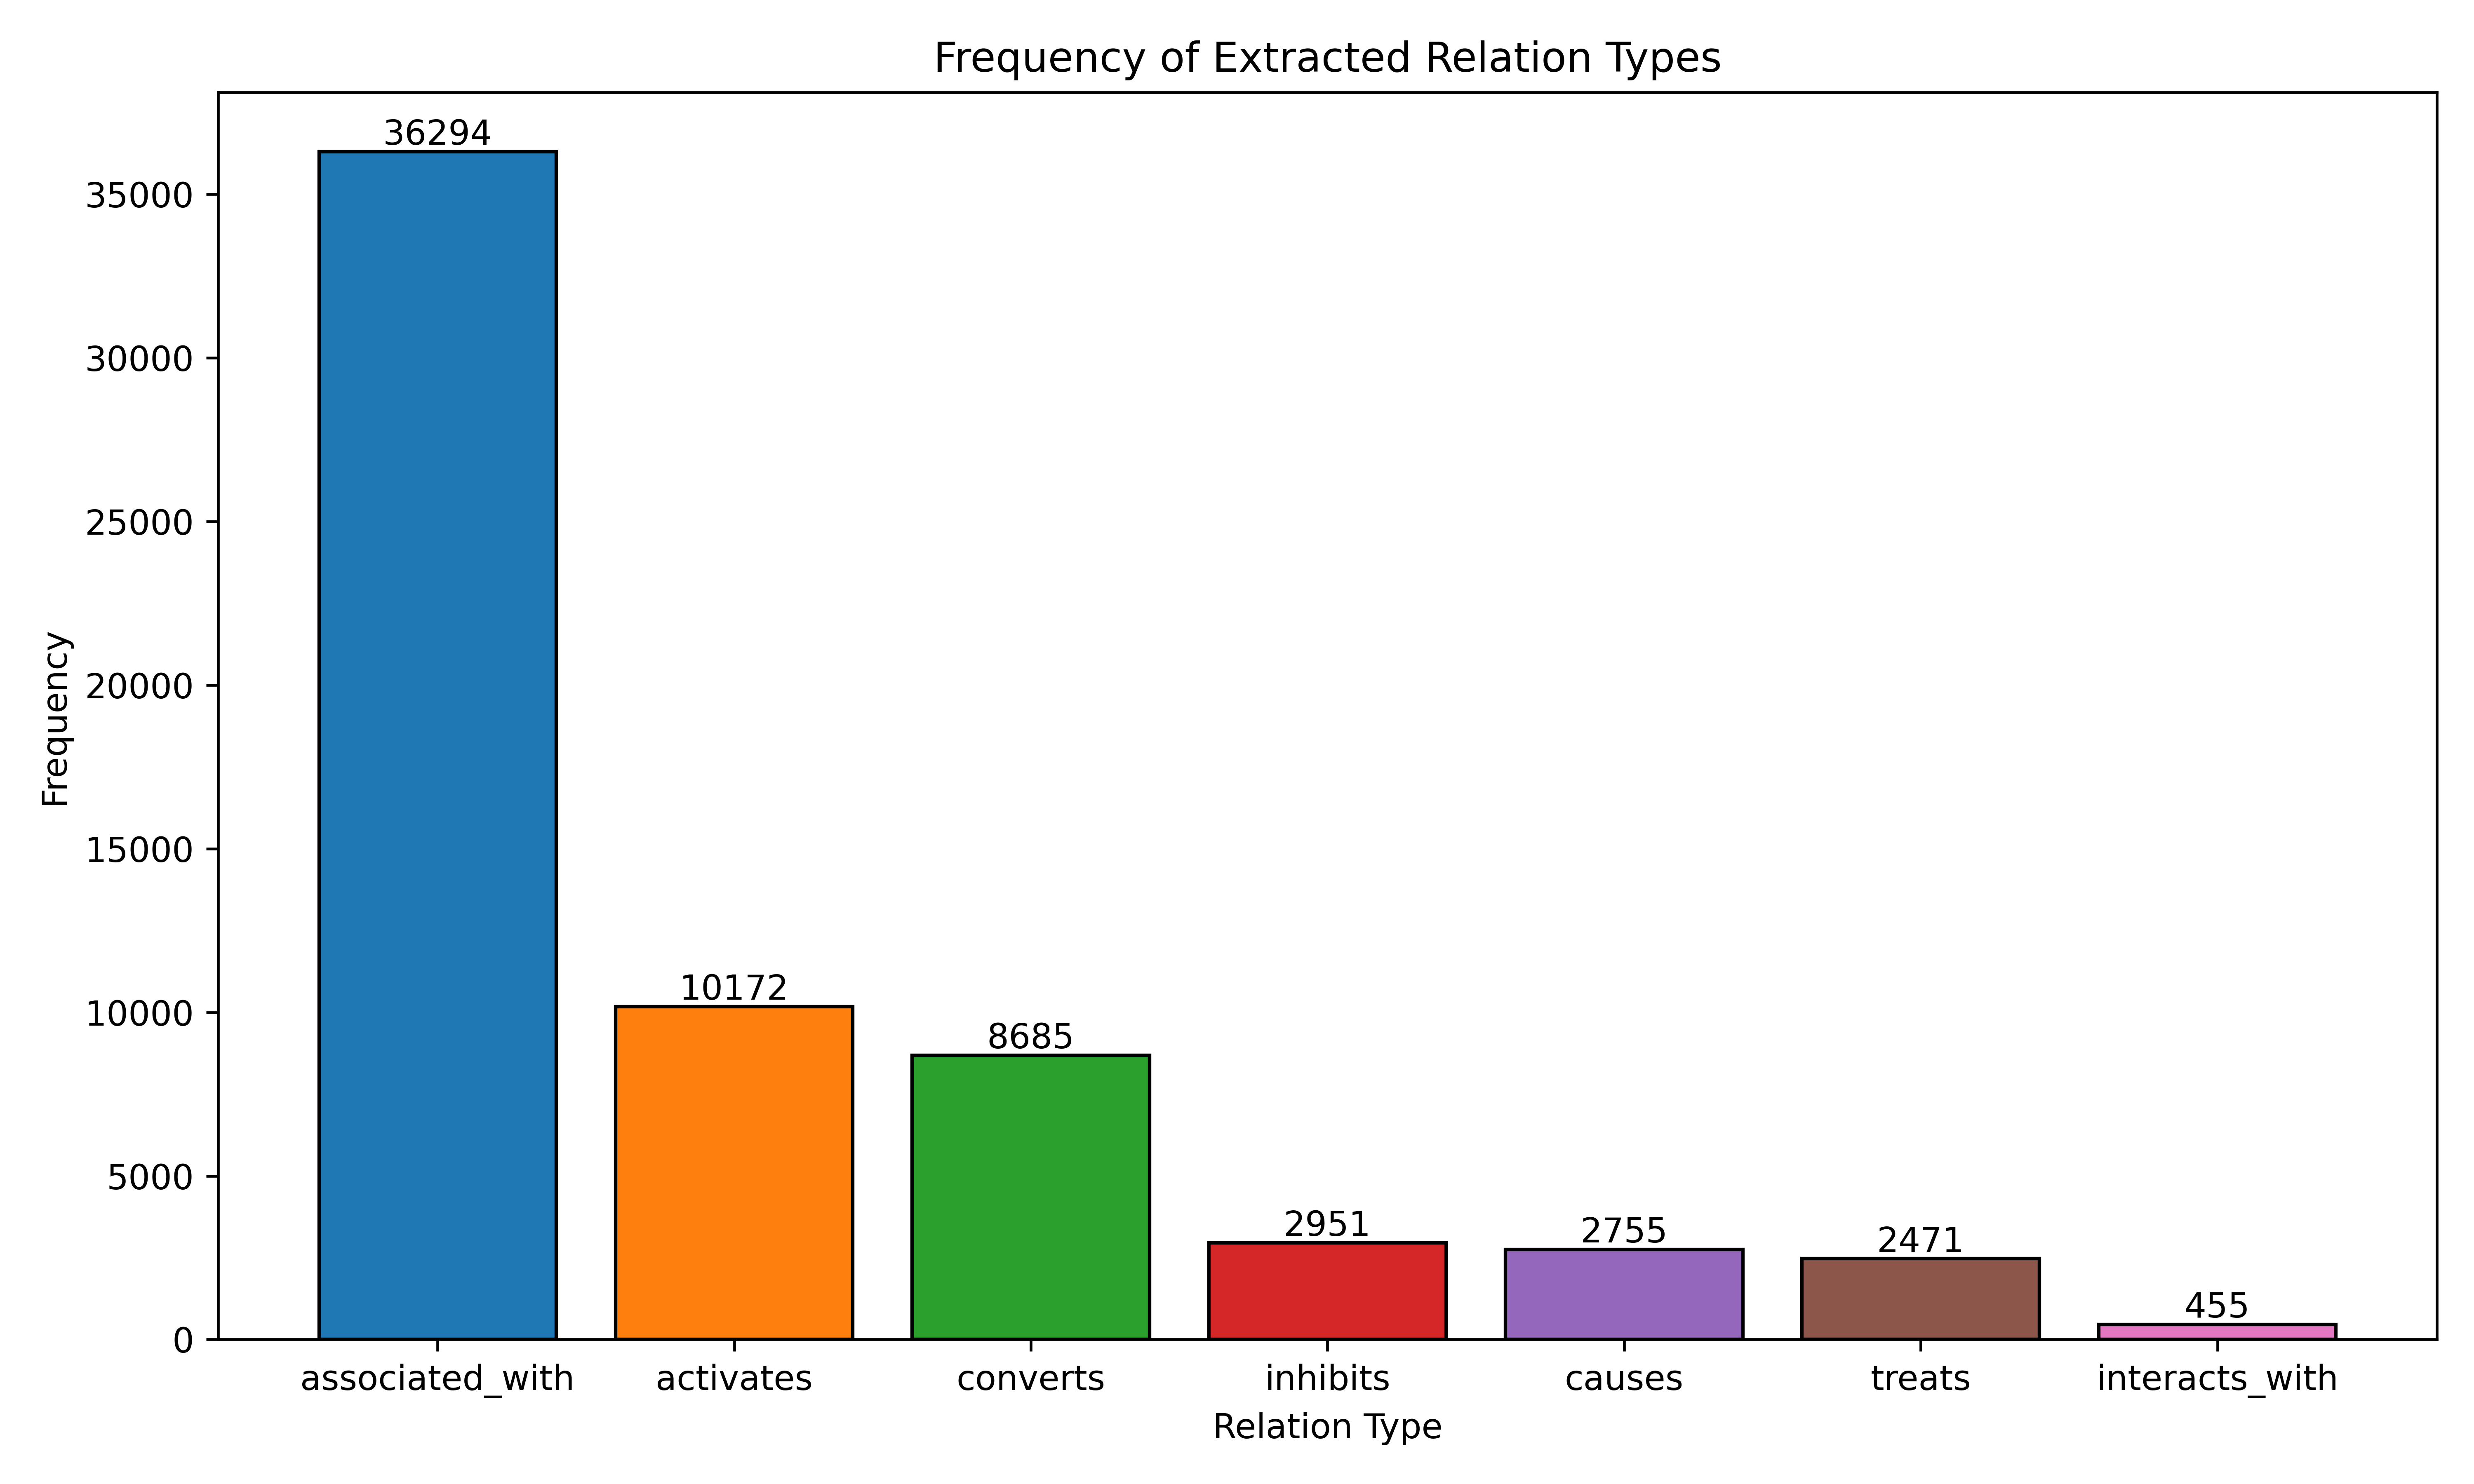 Frequency of Extracted Relation Types
Frequency
35000
30000
25000
20000
15000
10000
5000
0
36294
10172
8685
2951
2755
2471
455
associated_with
activates
converts
inhibits
causes
treats
interacts_with
Relation Type